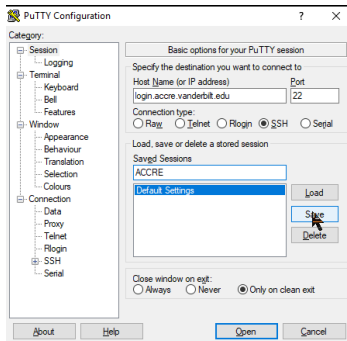 PuTTY Configuration
?
X
Category:
Session
Logging
Terminal
Keyboard
Bell
Features
Window
Appearance
Behaviour
Translation
Selection
Colours
Connection
Data
Proxy
Telnet
Rlogin
SSH
Serial
Basic options for your PuTTY session
Specify the destination you want to connect to
Host Name (or IP address) Port
login.accre.vanderbilt.edu 22
Connection type:
Raw Telnet Rlogin SSH Serial
Load, save or delete a stored session
Saved Sessions
ACCRE
Default Settings
Load
Save
Delete
Close window on exit:
Always Never Only on clean exit
About Help Open Cancel